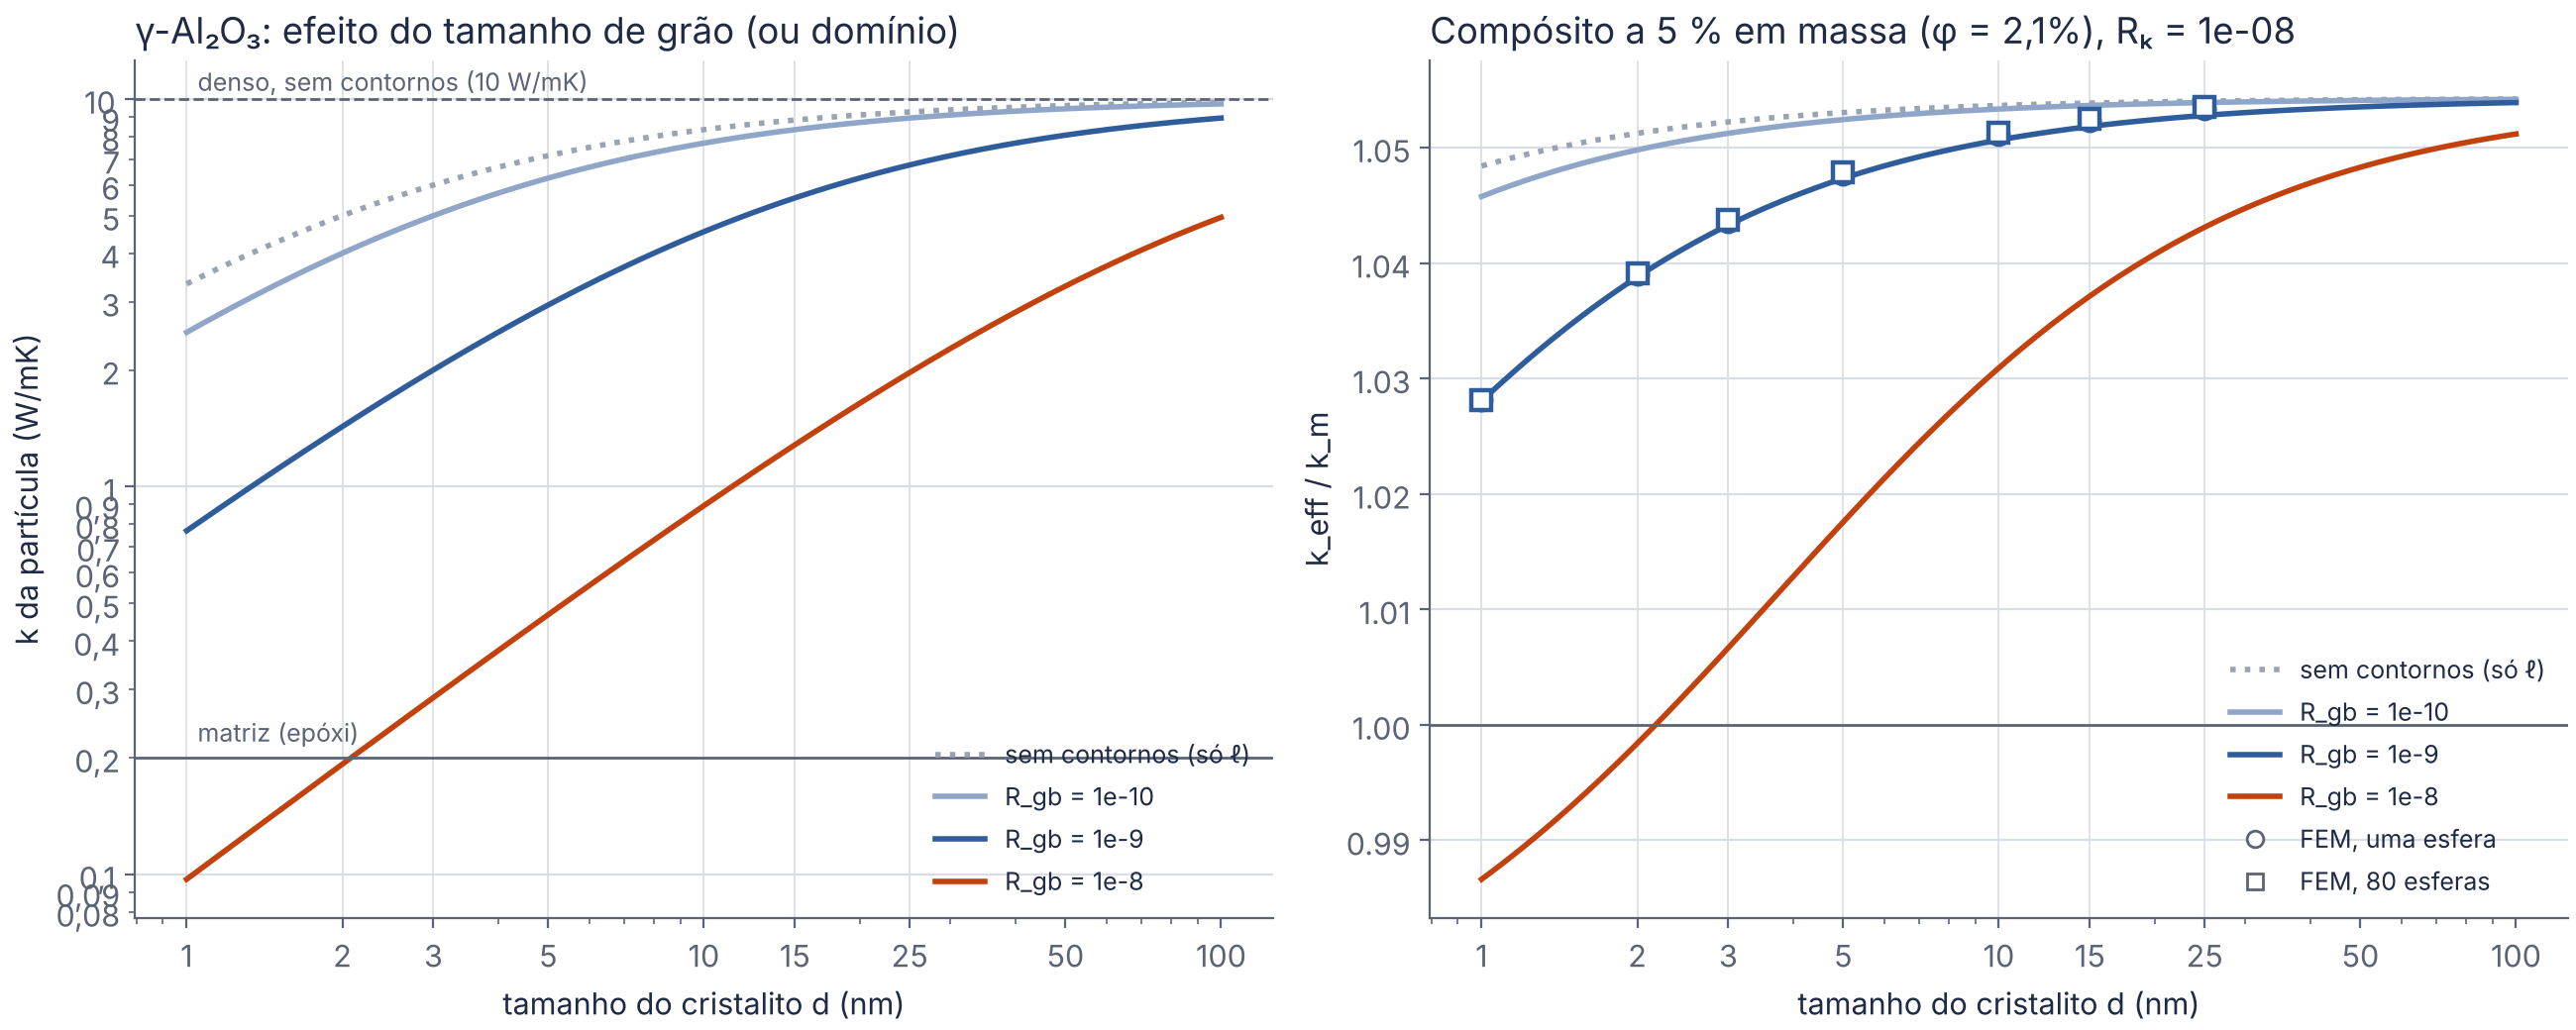 γ-Al₂O₃: efeito do tamanho de grão (ou domínio)
denso, sem contornos (10 W/mK)
10
9
8
7
6
5
4
3
2
1
0,9
0,8
0,7
0,6
0,5
0,4
0,3
0,2
0,1
0,09
0,08
k da partícula (W/mK)
matriz (epóxi)
sem contornos (só ℓ)
R_gb = 1e-10
R_gb = 1e-9
R_gb = 1e-8
1 2 3 5 10 15 25 50 100
tamanho do cristalito d (nm)
Compósito a 5 % em massa (φ = 2,1%), Rₖ = 1e-08
1.05
1.04
1.03
1.02
1.01
1.00
0.99
k_eff / k_m
sem contornos (só ℓ)
R_gb = 1e-10
R_gb = 1e-9
R_gb = 1e-8
FEM, uma esfera
FEM, 80 esferas
1 2 3 5 10 15 25 50 100
tamanho do cristalito d (nm)